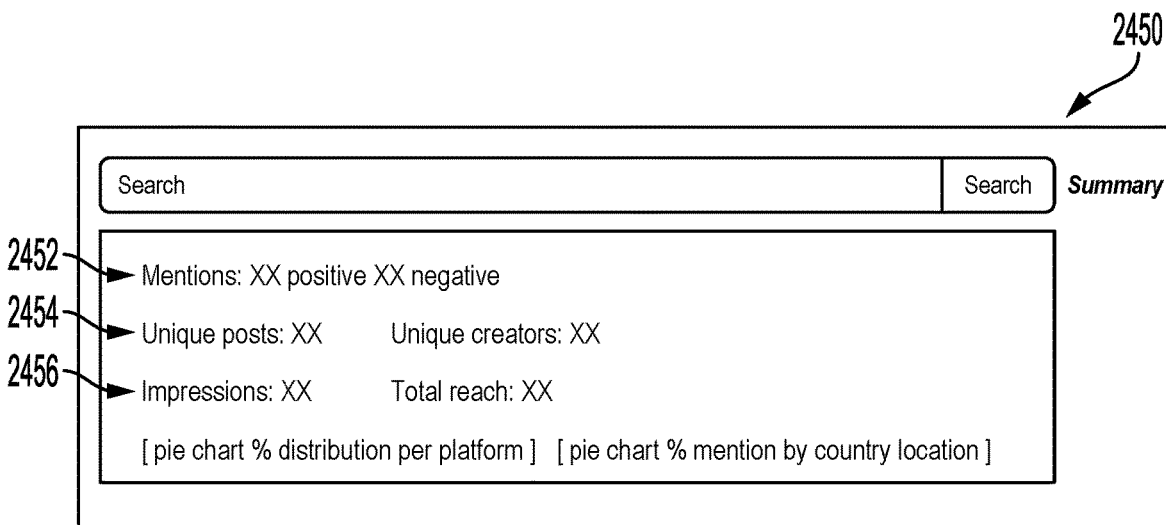 2450
Search Search Summary
2452 Mentions: XX positive XX negative
2454 Unique posts: XX Unique creators: XX
2456 Impressions: XX Total reach: XX
[ pie chart % distribution per platform ] [ pie chart % mention by country location ]